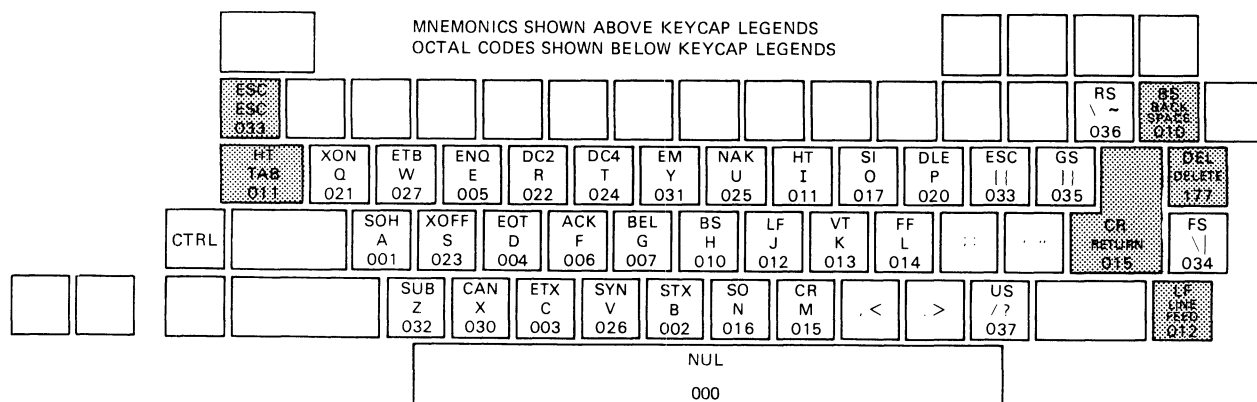 MNEMONICS SHOWN ABOVE KEYCAP LEGENDS
OCTAL CODES SHOWN BELOW KEYCAP LEGENDS
ESC RS BS
ESC \ ~ BACK SPACE
033 036 010
HT XON ETB ENQ DC2 DC4 EM NAK HT SI DLE ESC GS DEL
TAB Q W E R T Y U I O P [{ ]} DELETE
011 021 027 005 022 024 031 025 011 017 020 033 035 177
SOH XOFF EOT ACK BEL BS LF VT FF CR FS
CTRL A S D F G H J K L ; : ' " RETURN \|
001 023 004 006 007 010 012 013 014 015 034
SUB CAN ETX SYN STX SO CR US LF
Z X C V B N M , < . > / ? LINE FEED
032 030 003 026 002 016 015 037 012
NUL
000